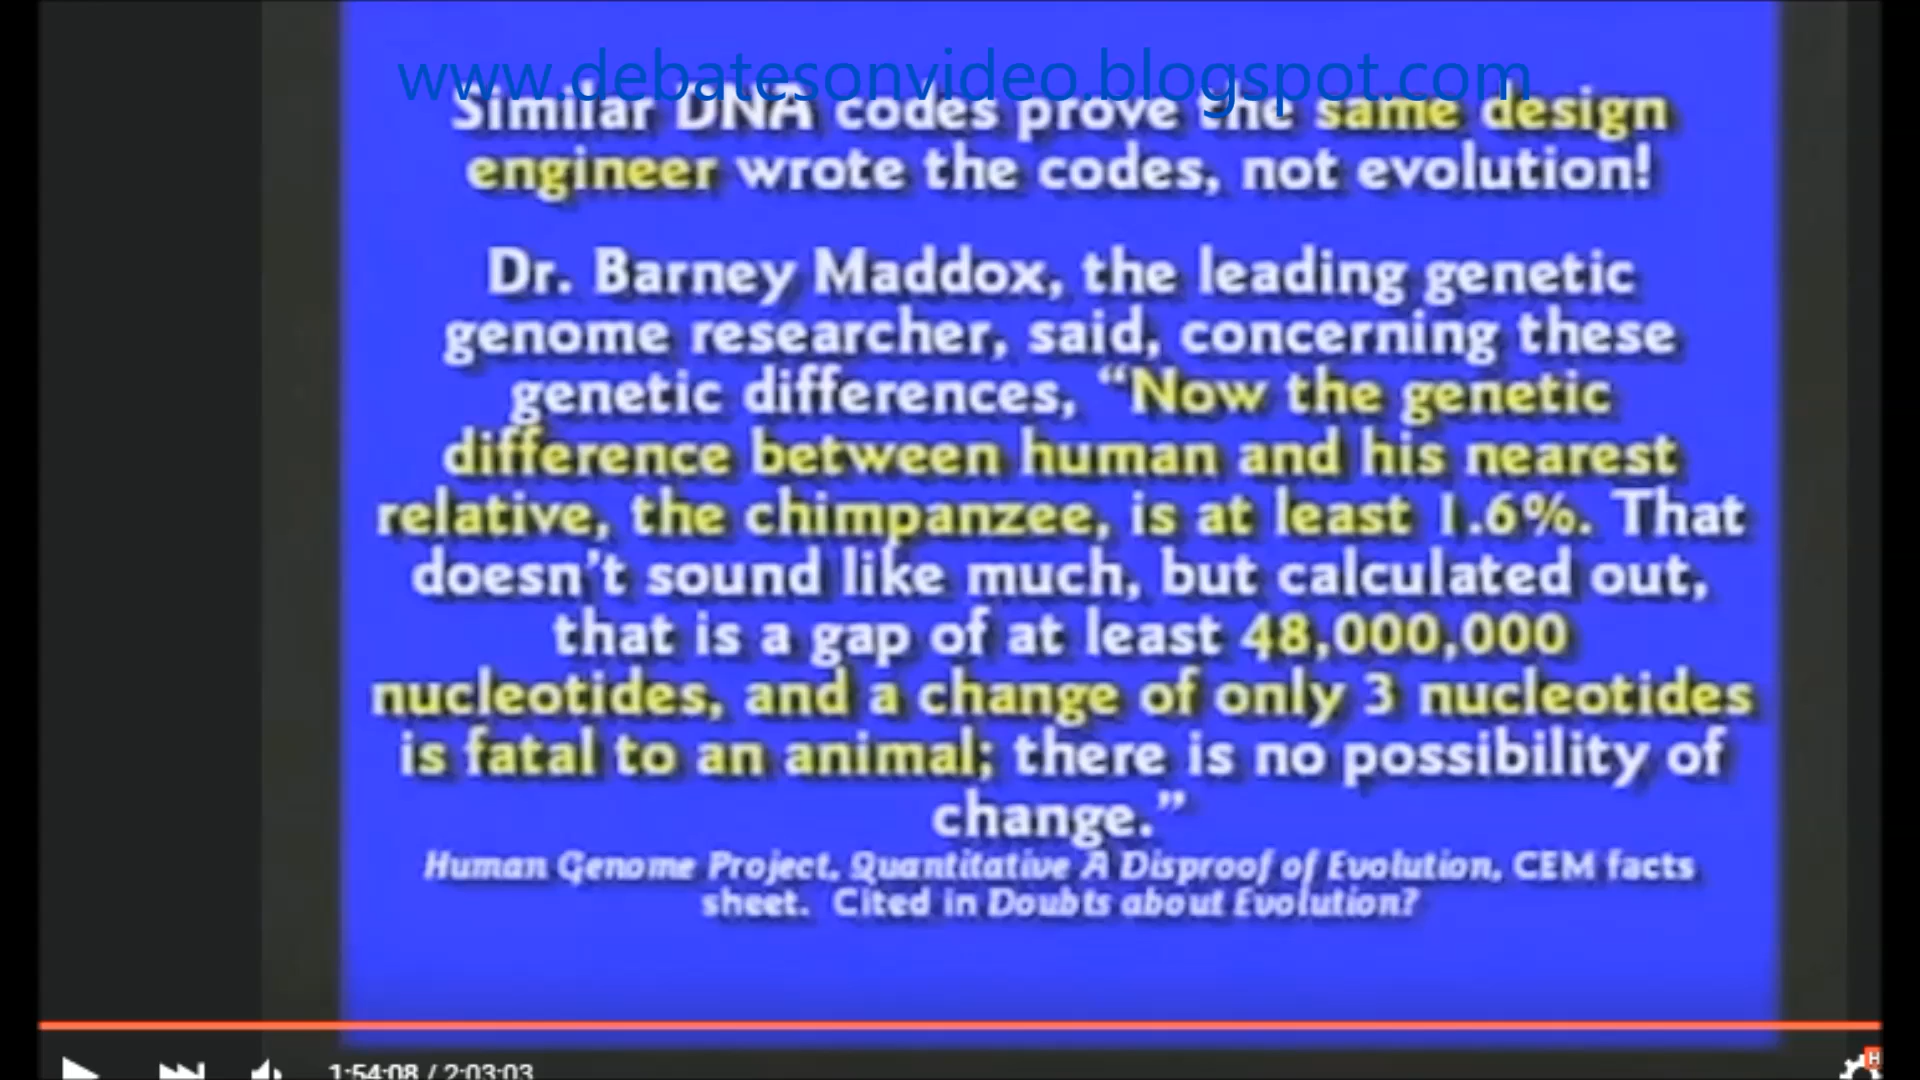 www.debatesonvideo.blogspot.com
Similar DNA codes prove the same design
engineer wrote the codes, not evolution!
Dr. Barney Maddox, the leading genetic
genome researcher, said, concerning these
genetic differences, “Now the genetic
difference between human and his nearest
relative, the chimpanzee, is at least 1.6%. That
doesn’t sound like much, but calculated out,
that is a gap of at least 48,000,000
nucleotides, and a change of only 3 nucleotides
is fatal to an animal; there is no possibility of
change.”
Human Genome Project, Quantitative A Disproof of Evolution, CEM facts
sheet. Cited in Doubts about Evolution?
1:54:08 / 2:03:03
H